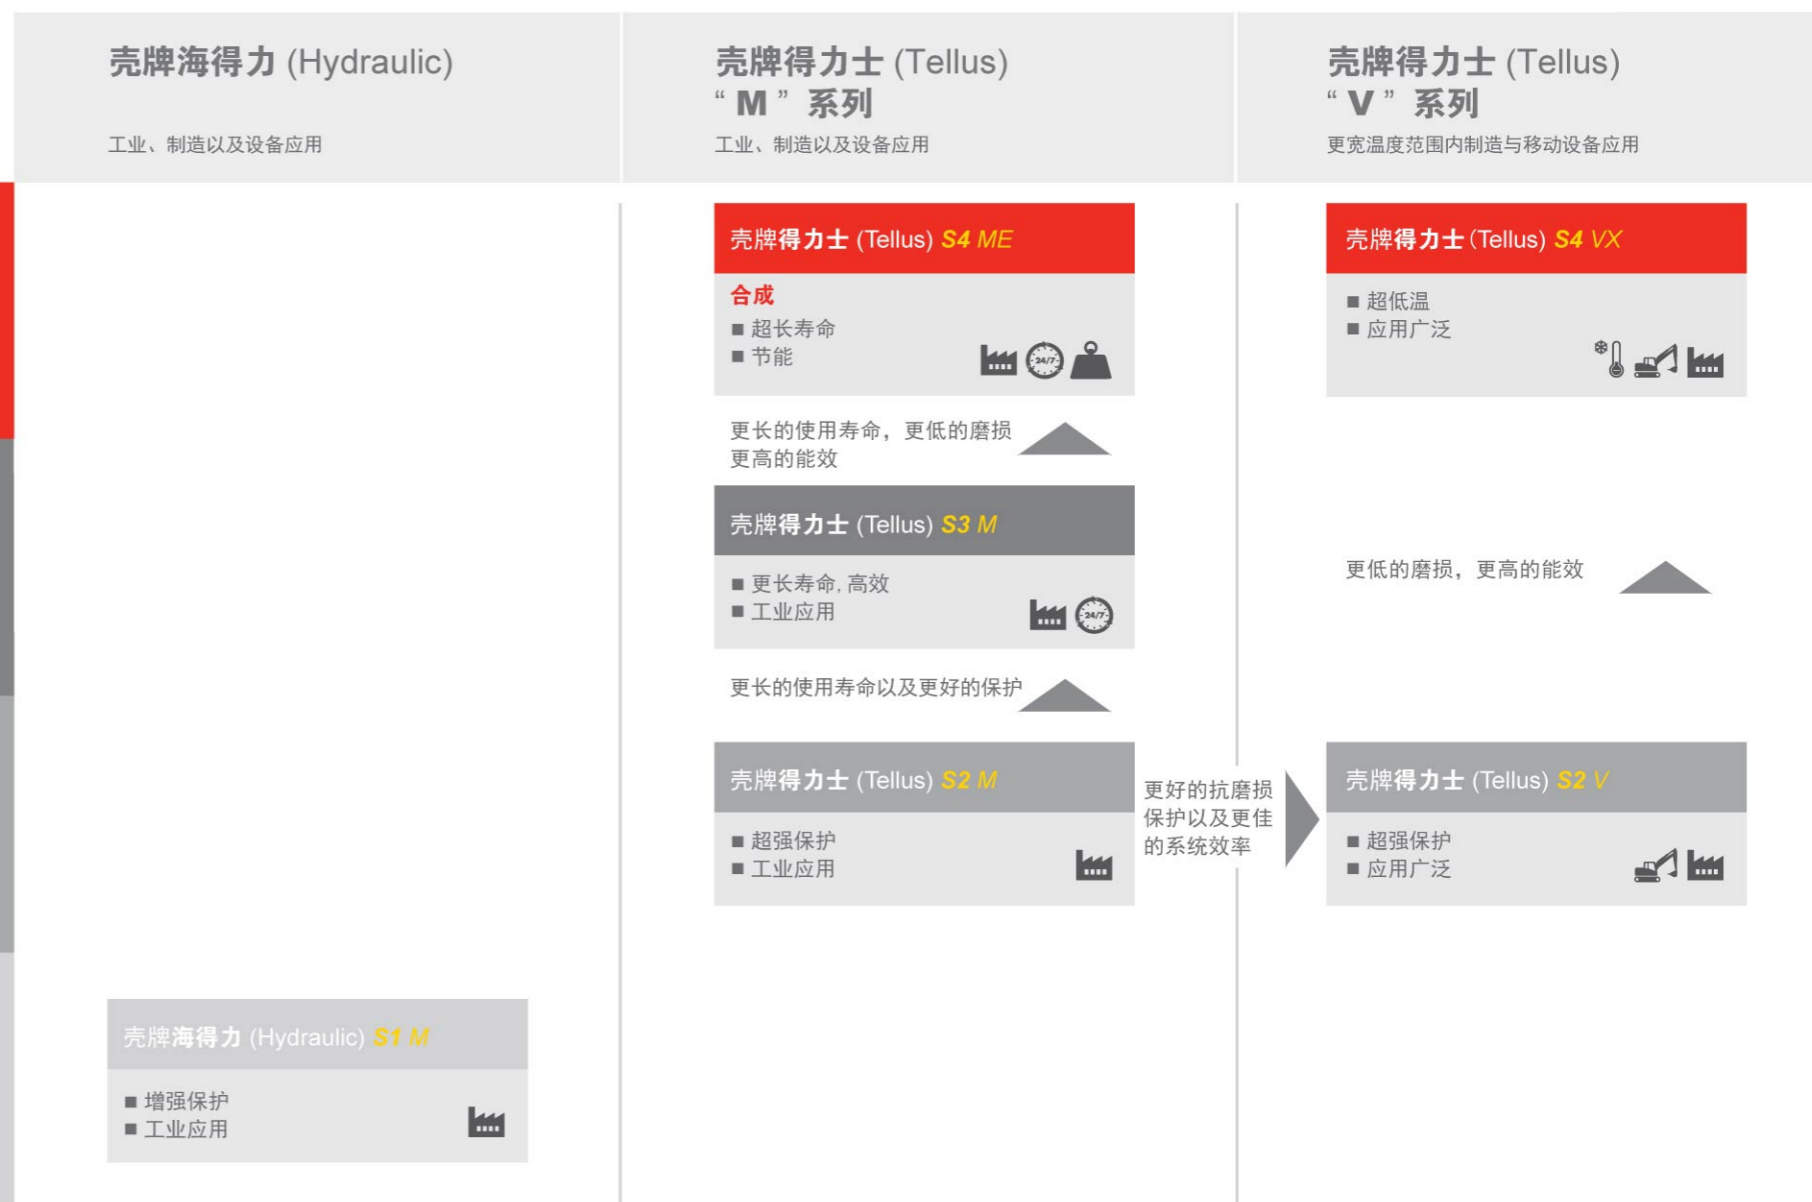 壳牌海得力 (Hydraulic)
工业、制造以及设备应用
壳牌得力士 (Tellus)
“ M ” 系列
工业、制造以及设备应用
壳牌得力士 (Tellus)
“ V ” 系列
更宽温度范围内制造与移动设备应用
壳牌得力士 (Tellus) S4 ME
合成
■ 超长寿命
■ 节能
24/7
更长的使用寿命，更低的磨损
更高的能效
壳牌得力士 (Tellus) S3 M
■ 更长寿命, 高效
■ 工业应用
24/7
更长的使用寿命以及更好的保护
壳牌得力士 (Tellus) S2 M
■ 超强保护
■ 工业应用
更好的抗磨损
保护以及更佳
的系统效率
壳牌得力士 (Tellus) S4 VX
■ 超低温
■ 应用广泛
更低的磨损，更高的能效
壳牌得力士 (Tellus) S2 V
■ 超强保护
■ 应用广泛
壳牌海得力 (Hydraulic) S1 M
■ 增强保护
■ 工业应用